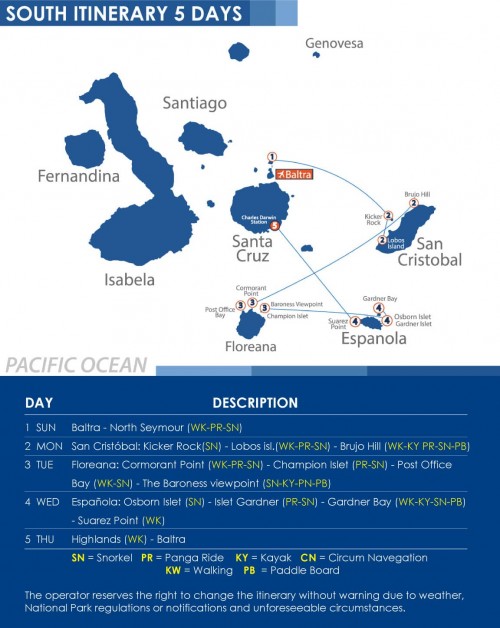 SOUTH ITINERARY 5 DAYS
Genovesa
Santiago
Fernandina
1
Baltra
Brujo Hill
2
Kicker
Rock
2
Charles Darwin
Station
5
2
Lobos
Island
San
Cristobal
Santa
Cruz
Isabela
Cormorant
Point
Gardner Bay
Post Office
Bay
3
3
3
Baroness Viewpoint
Champion Islet
4
Suarez
Point
4
4
Osborn Islet
Gardner Islet
Floreana
Española
PACIFIC OCEAN
DAY DESCRIPTION
1 SUN Baltra - North Seymour (WK-PR-SN)
2 MON San Cristóbal: Kicker Rock(SN) - Lobos isl.(WK-PR-SN) - Brujo Hill (WK-KY PR-SN-PB)
3 TUE Floreana: Cormorant Point (WK-PR-SN) - Champion Islet (PR-SN) - Post Office
Bay (WK-SN) - The Baroness viewpoint (SN-KY-PN-PB)
4 WED Española: Osborn Islet (SN) - Islet Gardner (PR-SN) - Gardner Bay (WK-KY-SN-PB)
- Suarez Point (WK)
5 THU Highlands (WK) - Baltra
SN = Snorkel PR = Panga Ride KY = Kayak CN = Circum Navegation
KW = Walking PB = Paddle Board
The operator reserves the right to change the itinerary without warning due to weather,
National Park regulations or notifications and unforeseeable circumstances.